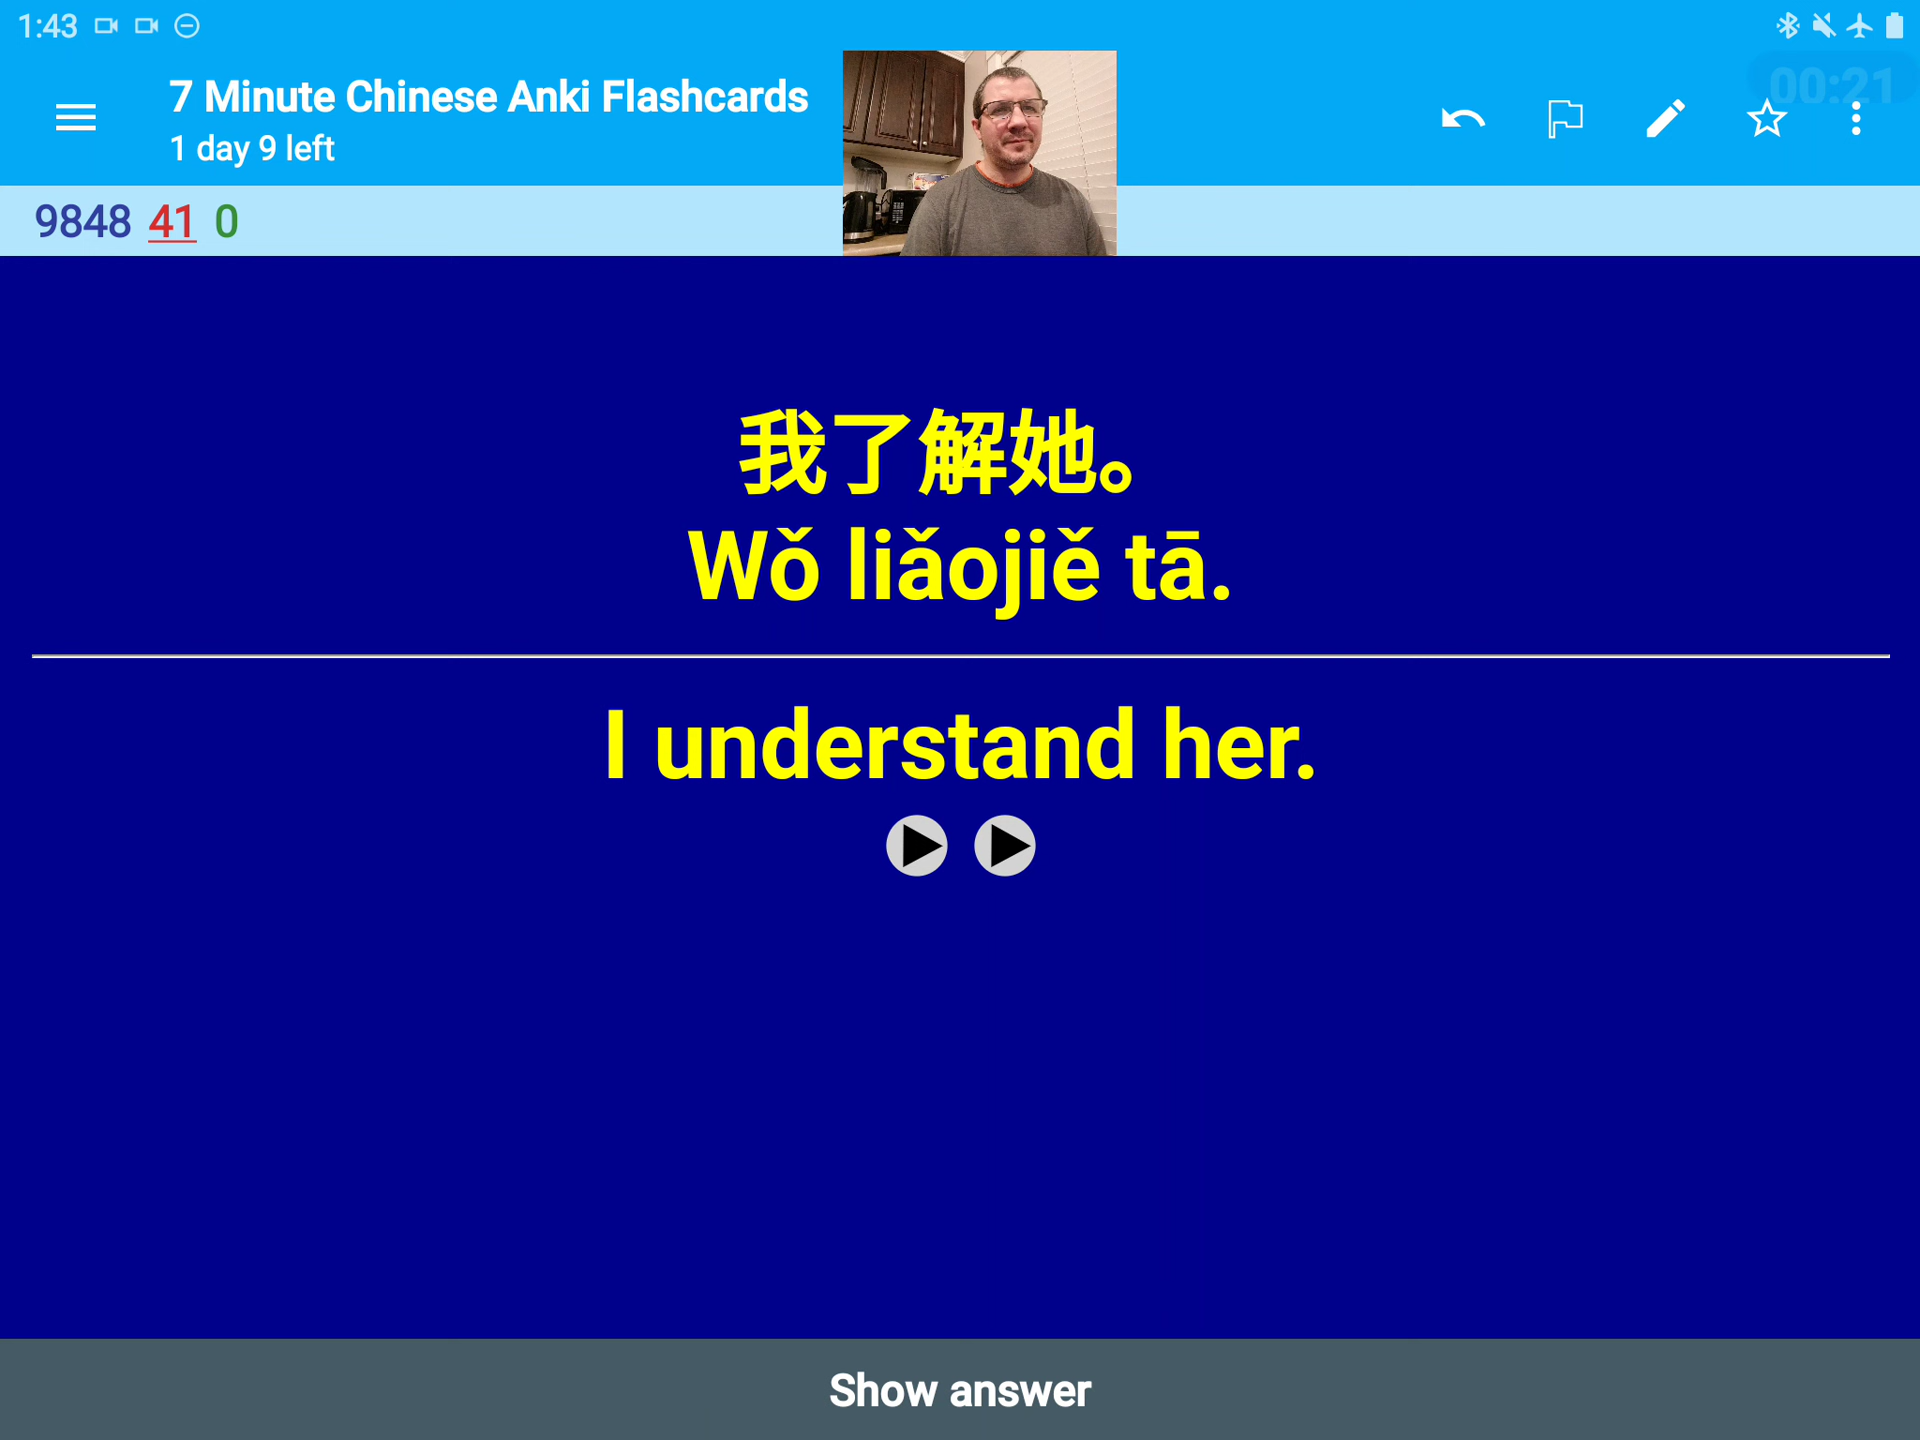 1:43
00:21
7 Minute Chinese Anki Flashcards
1 day 9 left
9848 41 0
我了解她。
Wǒ liǎojiě tā.
I understand her.
Show answer